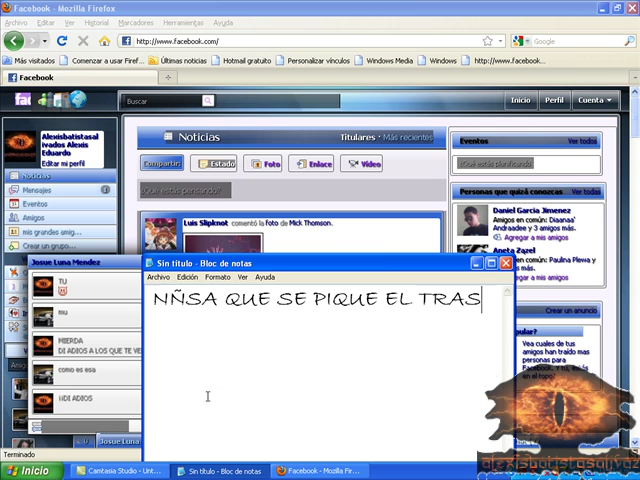 Facebook - Mozilla Firefox
Archivo Editar Ver Historial Marcadores Herramientas Ayuda
http://www.facebook.com/
Google
Más visitados Comenzar a usar Firef... Últimas noticias Hotmail gratuito Personalizar vínculos Windows Media Windows http://www.facebook...
Facebook
Buscar
Inicio Perfil Cuenta
Alexisbatistasal
ivados Alexis
Eduardo
Editar mi perfil
Noticias
Mensajes
Eventos
Amigos
mis grandes amig...
Crear un grupo...
Noticias
Titulares · Más recientes
Compartir: Estado Foto Enlace Vídeo
¿Qué estás pensando?
Luis Slipknot comentó la foto de Mick Thomson.
Eventos Ver todos
¿Qué estás planificando?
Personas que quizá conozcas Ver todas
Daniel Garcia Jimenez
Amigos en común: Diaanaa'
Andraadee y 3 amigos más.
Agregar a mis amigos
Aneta Zazel
común: Paulina Plewa y
más.
Agregar a mis amigos
Crear un anuncio
pular?
Vea cuales de tus
amigos han traído mas
personas para
Facebook. Y tú, estás
en el topo?
Josue Luna Mendez
TU
mu
MIERDA
DI ADIOS A LOS QUE TE VE
como es esa
Josue Luna
Sin título - Bloc de notas
Archivo Edición Formato Ver Ayuda
NÑSA QUE SE PIQUE EL TRAS
Terminado
Inicio
Camtasia Studio - Unt...
Sin título - Bloc de notas
Facebook - Mozilla Fir...